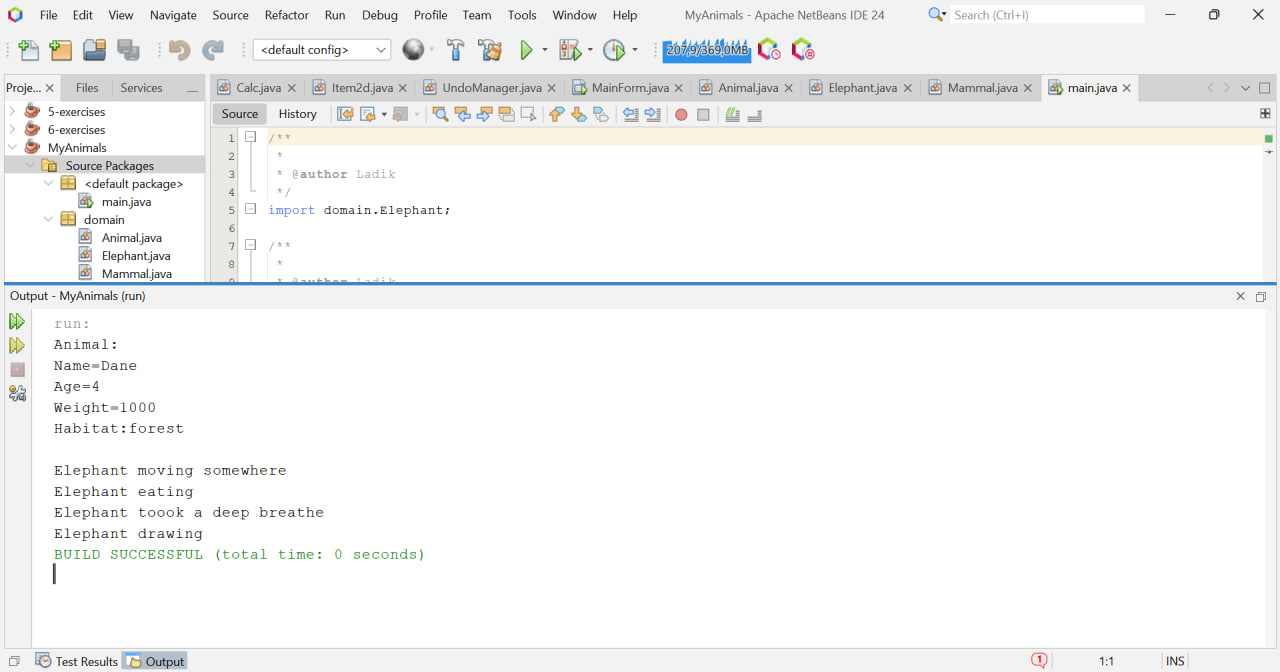 File Edit View Navigate Source Refactor Run Debug Profile Team Tools Window Help MyAnimals - Apache NetBeans IDE 24 Search (Ctrl+I)
<default config> 207,9/369,0MB
Proje... Files Services Calc.java Item2d.java UndoManager.java MainForm.java Animal.java Elephant.java Mammal.java main.java
5-exercises
6-exercises
MyAnimals
Source Packages
<default package>
main.java
domain
Animal.java
Elephant.java
Mammal.java
Source History
1 /**
2 *
3 * @author Ladik
4 */
5 import domain.Elephant;
6
7 /**
8 *
9 * @author Ladik
Output - MyAnimals (run)
run:
Animal:
Name=Dane
Age=4
Weight=1000
Habitat:forest
Elephant moving somewhere
Elephant eating
Elephant toook a deep breathe
Elephant drawing
BUILD SUCCESSFUL (total time: 0 seconds)
Test Results Output 1 1:1 INS